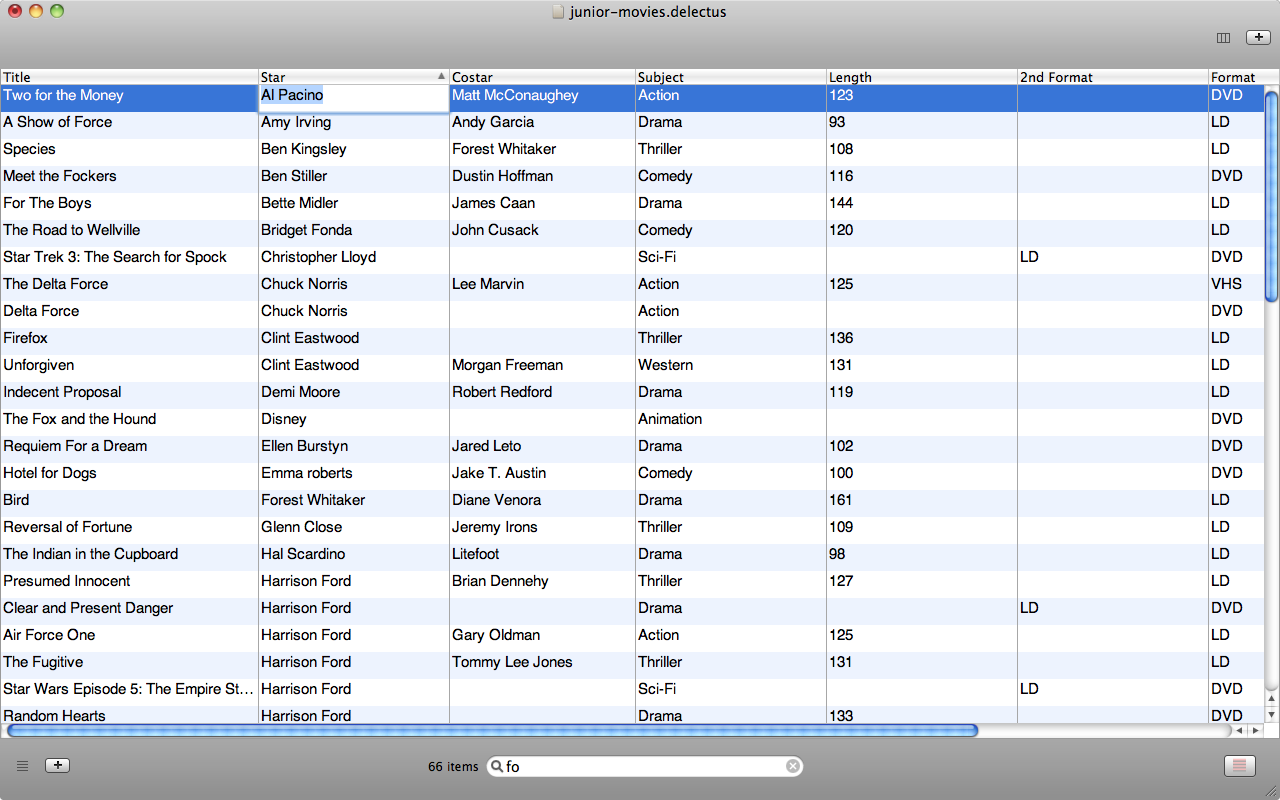 junior-movies.delectus
Title Star Costar Subject Length 2nd Format Format
Two for the Money Al Pacino Matt McConaughey Action 123 DVD
A Show of Force Amy Irving Andy Garcia Drama 93 LD
Species Ben Kingsley Forest Whitaker Thriller 108 LD
Meet the Fockers Ben Stiller Dustin Hoffman Comedy 116 DVD
For The Boys Bette Midler James Caan Drama 144 LD
The Road to Wellville Bridget Fonda John Cusack Comedy 120 LD
Star Trek 3: The Search for Spock Christopher Lloyd Sci-Fi LD DVD
The Delta Force Chuck Norris Lee Marvin Action 125 VHS
Delta Force Chuck Norris Action DVD
Firefox Clint Eastwood Thriller 136 LD
Unforgiven Clint Eastwood Morgan Freeman Western 131 LD
Indecent Proposal Demi Moore Robert Redford Drama 119 LD
The Fox and the Hound Disney Animation DVD
Requiem For a Dream Ellen Burstyn Jared Leto Drama 102 DVD
Hotel for Dogs Emma roberts Jake T. Austin Comedy 100 DVD
Bird Forest Whitaker Diane Venora Drama 161 LD
Reversal of Fortune Glenn Close Jeremy Irons Thriller 109 LD
The Indian in the Cupboard Hal Scardino Litefoot Drama 98 LD
Presumed Innocent Harrison Ford Brian Dennehy Thriller 127 LD
Clear and Present Danger Harrison Ford Drama LD DVD
Air Force One Harrison Ford Gary Oldman Action 125 LD
The Fugitive Harrison Ford Tommy Lee Jones Thriller 131 LD
Star Wars Episode 5: The Empire St... Harrison Ford Sci-Fi LD DVD
Random Hearts Harrison Ford Drama 133 DVD
66 items fo